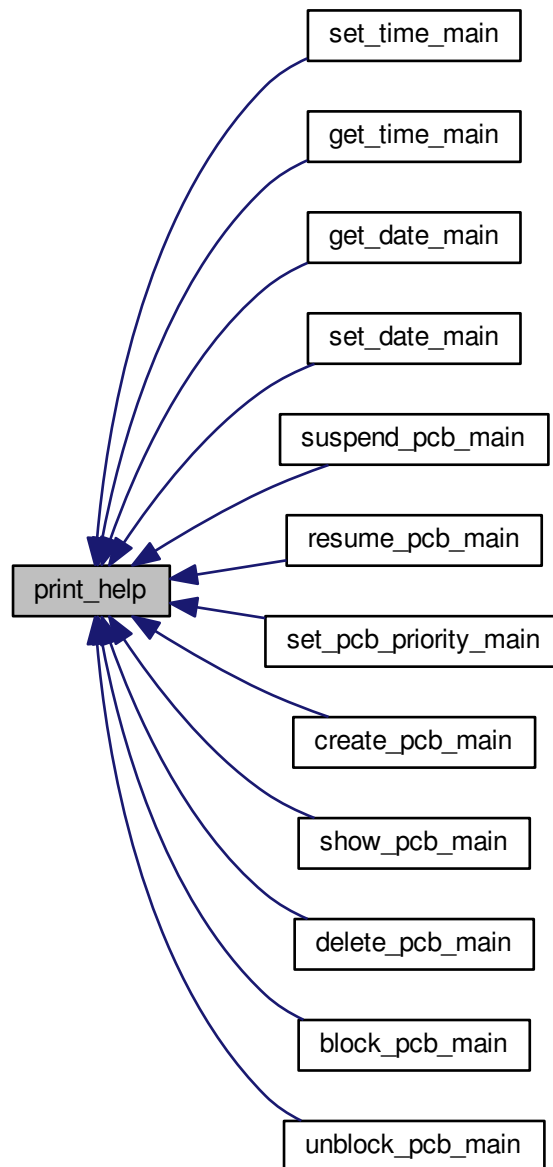 set_time_main
get_time_main
get_date_main
set_date_main
suspend_pcb_main
resume_pcb_main
print_help
set_pcb_priority_main
create_pcb_main
show_pcb_main
delete_pcb_main
block_pcb_main
unblock_pcb_main